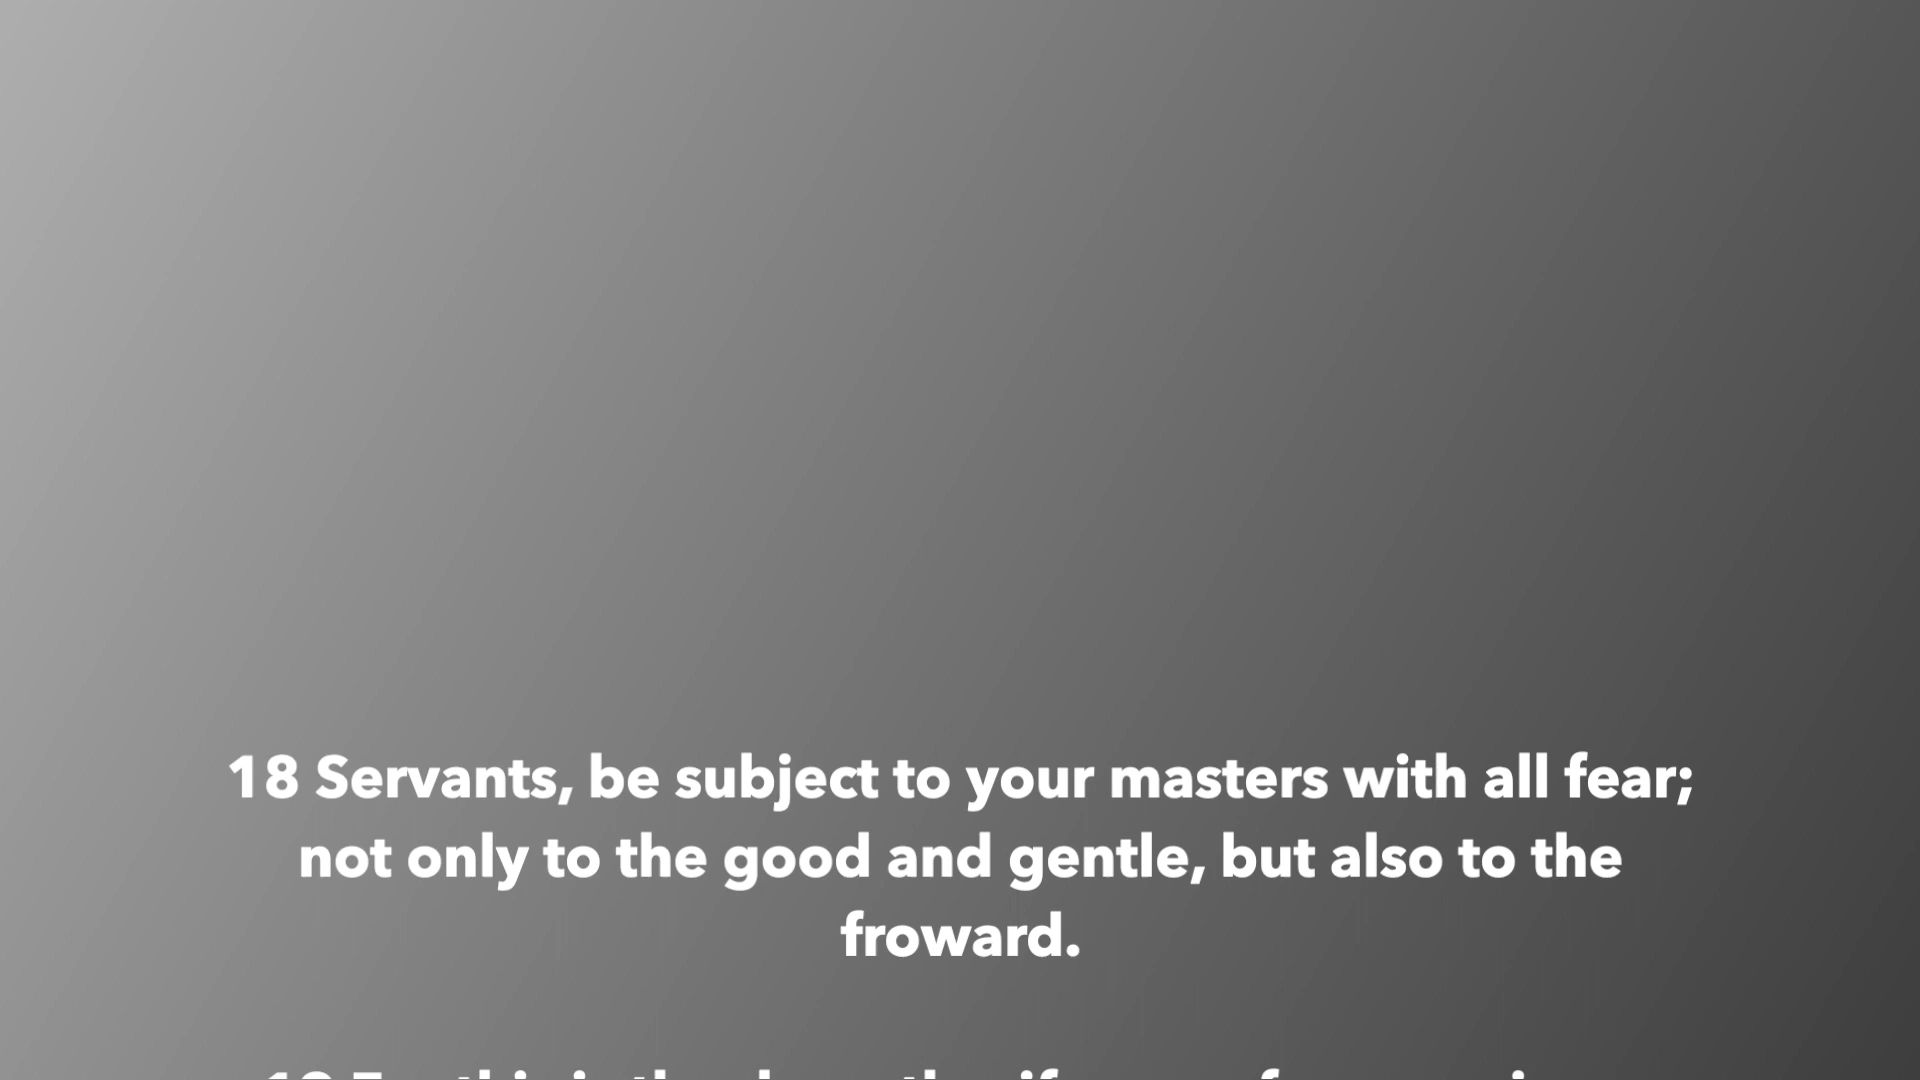 18 Servants, be subject to your masters with all fear;
not only to the good and gentle, but also to the
froward.